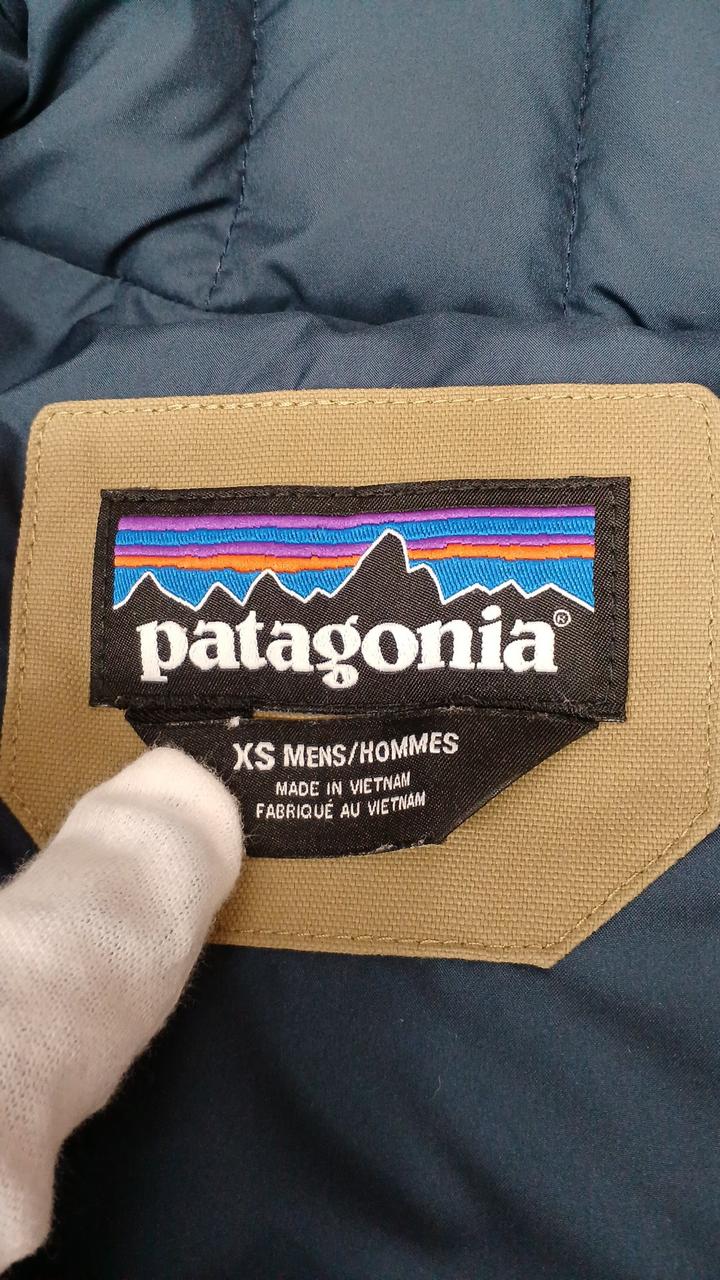 patagonia®
XS MENS/HOMMES
MADE IN VIETNAM
FABRIQUÉ AU VIETNAM